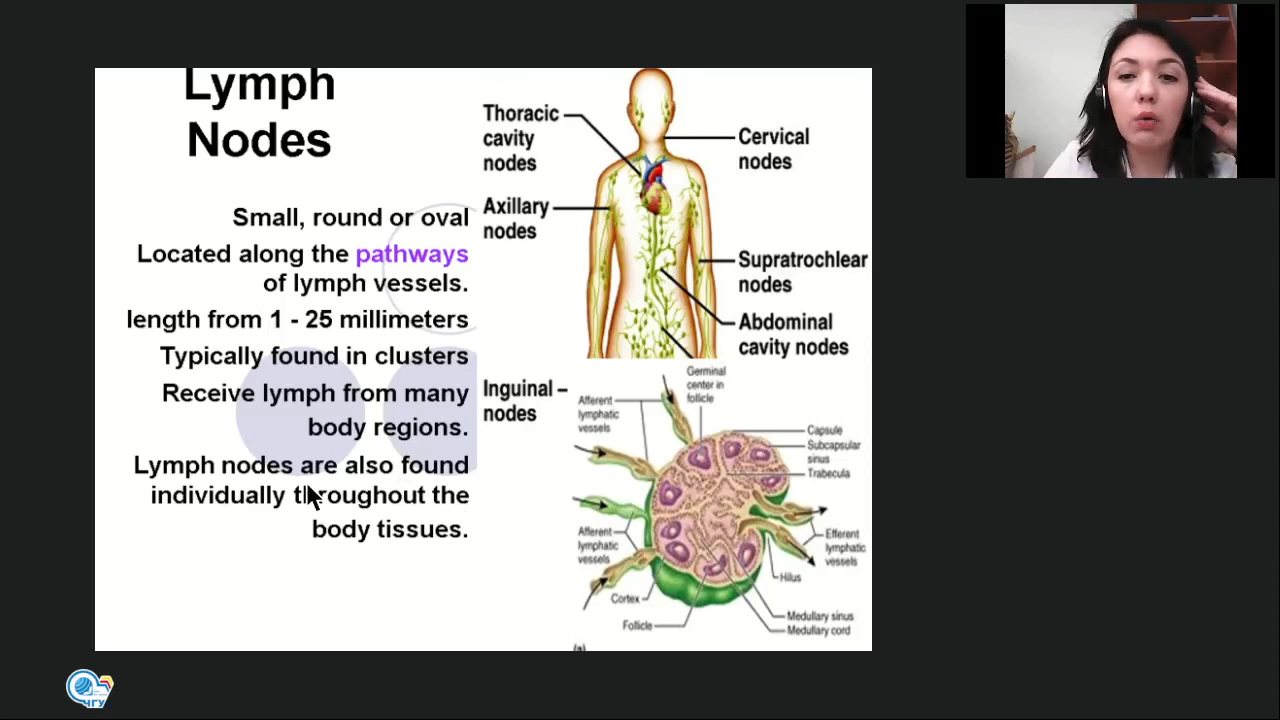 Lymph
Nodes
Small, round or oval
Located along the pathways
of lymph vessels.
length from 1 - 25 millimeters
Typically found in clusters
Receive lymph from many
body regions.
Lymph nodes are also found
individually throughout the
body tissues.
Thoracic
cavity
nodes
Axillary
nodes
Cervical
nodes
Supratrochlear
nodes
Abdominal
cavity nodes
Inguinal –
nodes
Germinal
center in
follicle
Afferent
lymphatic
vessels
Capsule
Subcapsular
sinus
Trabecula
Afferent
lymphatic
vessels
Efferent
lymphatic
vessels
Hilus
Cortex
Follicle
Medullary sinus
Medullary cord
(a)
ЧГУ